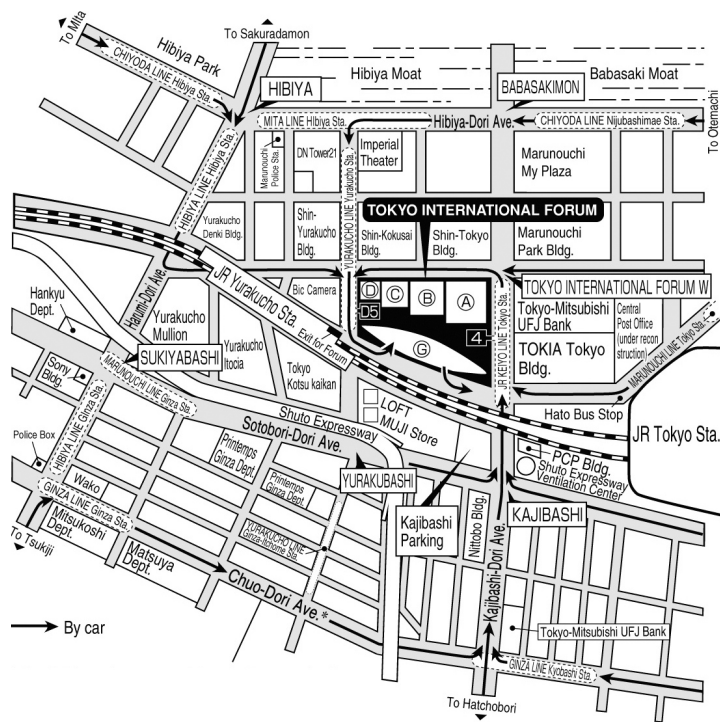 To Mita
To Sakuradamon
Hibiya Park
CHIYODA LINE Hibiya Sta.
HIBIYA
Hibiya Moat
BABASAKIMON
Babasaki Moat
To Otemachi
MITA LINE Hibiya Sta.
Hibiya-Dori Ave.
CHIYODA LINE Nijubashimae Sta.
HIBIYA LINE Hibiya Sta.
Marunouchi
Police Sta.
DN Tower21
YURAKUCHO LINE Yurakucho Sta.
Imperial
Theater
Marunouchi
My Plaza
TOKYO INTERNATIONAL FORUM
Yurakucho
Denki Bldg.
Shin-
Yurakucho
Bldg.
Shin-Kokusai
Bldg.
Shin-Tokyo
Bldg.
Marunouchi
Park Bldg.
Harumi-Dori Ave.
JR Yurakucho Sta.
Bic Camera
D
C
B
A
D5
G
4
JR KEIYO LINE Tokyo Sta.
TOKYO INTERNATIONAL FORUM W
Tokyo-Mitsubishi
UFJ Bank
Central
Post Office
(under recon
struction)
TOKIA Tokyo
Bldg.
MARUNOUCHI LINE Tokyo Sta.
Hankyu
Dept.
Yurakucho
Mullion
Exit for Forum
SUKIYABASHI
Yurakucho
Itocia
Tokyo
Kotsu kaikan
Hato Bus Stop
JR Tokyo Sta.
Sony
Bldg.
MARUNOUCHI LINE Ginza Sta.
Shuto Expressway
Sotobori-Dori Ave.
LOFT
MUJI Store
PCP Bldg.
Shuto Expressway
Ventilation Center
Police Box
HIBIYA LINE Ginza Sta.
Printemps
Ginza Dept.
Printemps
Ginza Dept.
YURAKUBASHI
Kajibashi
Parking
Nittobo Bldg.
KAJIBASHI
Wako
GINZA LINE Ginza Sta.
Mitsukoshi
Dept.
Matsuya
Dept.
YURAKUCHO LINE
Ginza-Itchome Sta.
To Tsukiji
Chuo-Dori Ave.*
Kajibashi-Dori Ave.
By car
Tokyo-Mitsubishi UFJ Bank
GINZA LINE Kyobashi Sta.
To Hatchobori